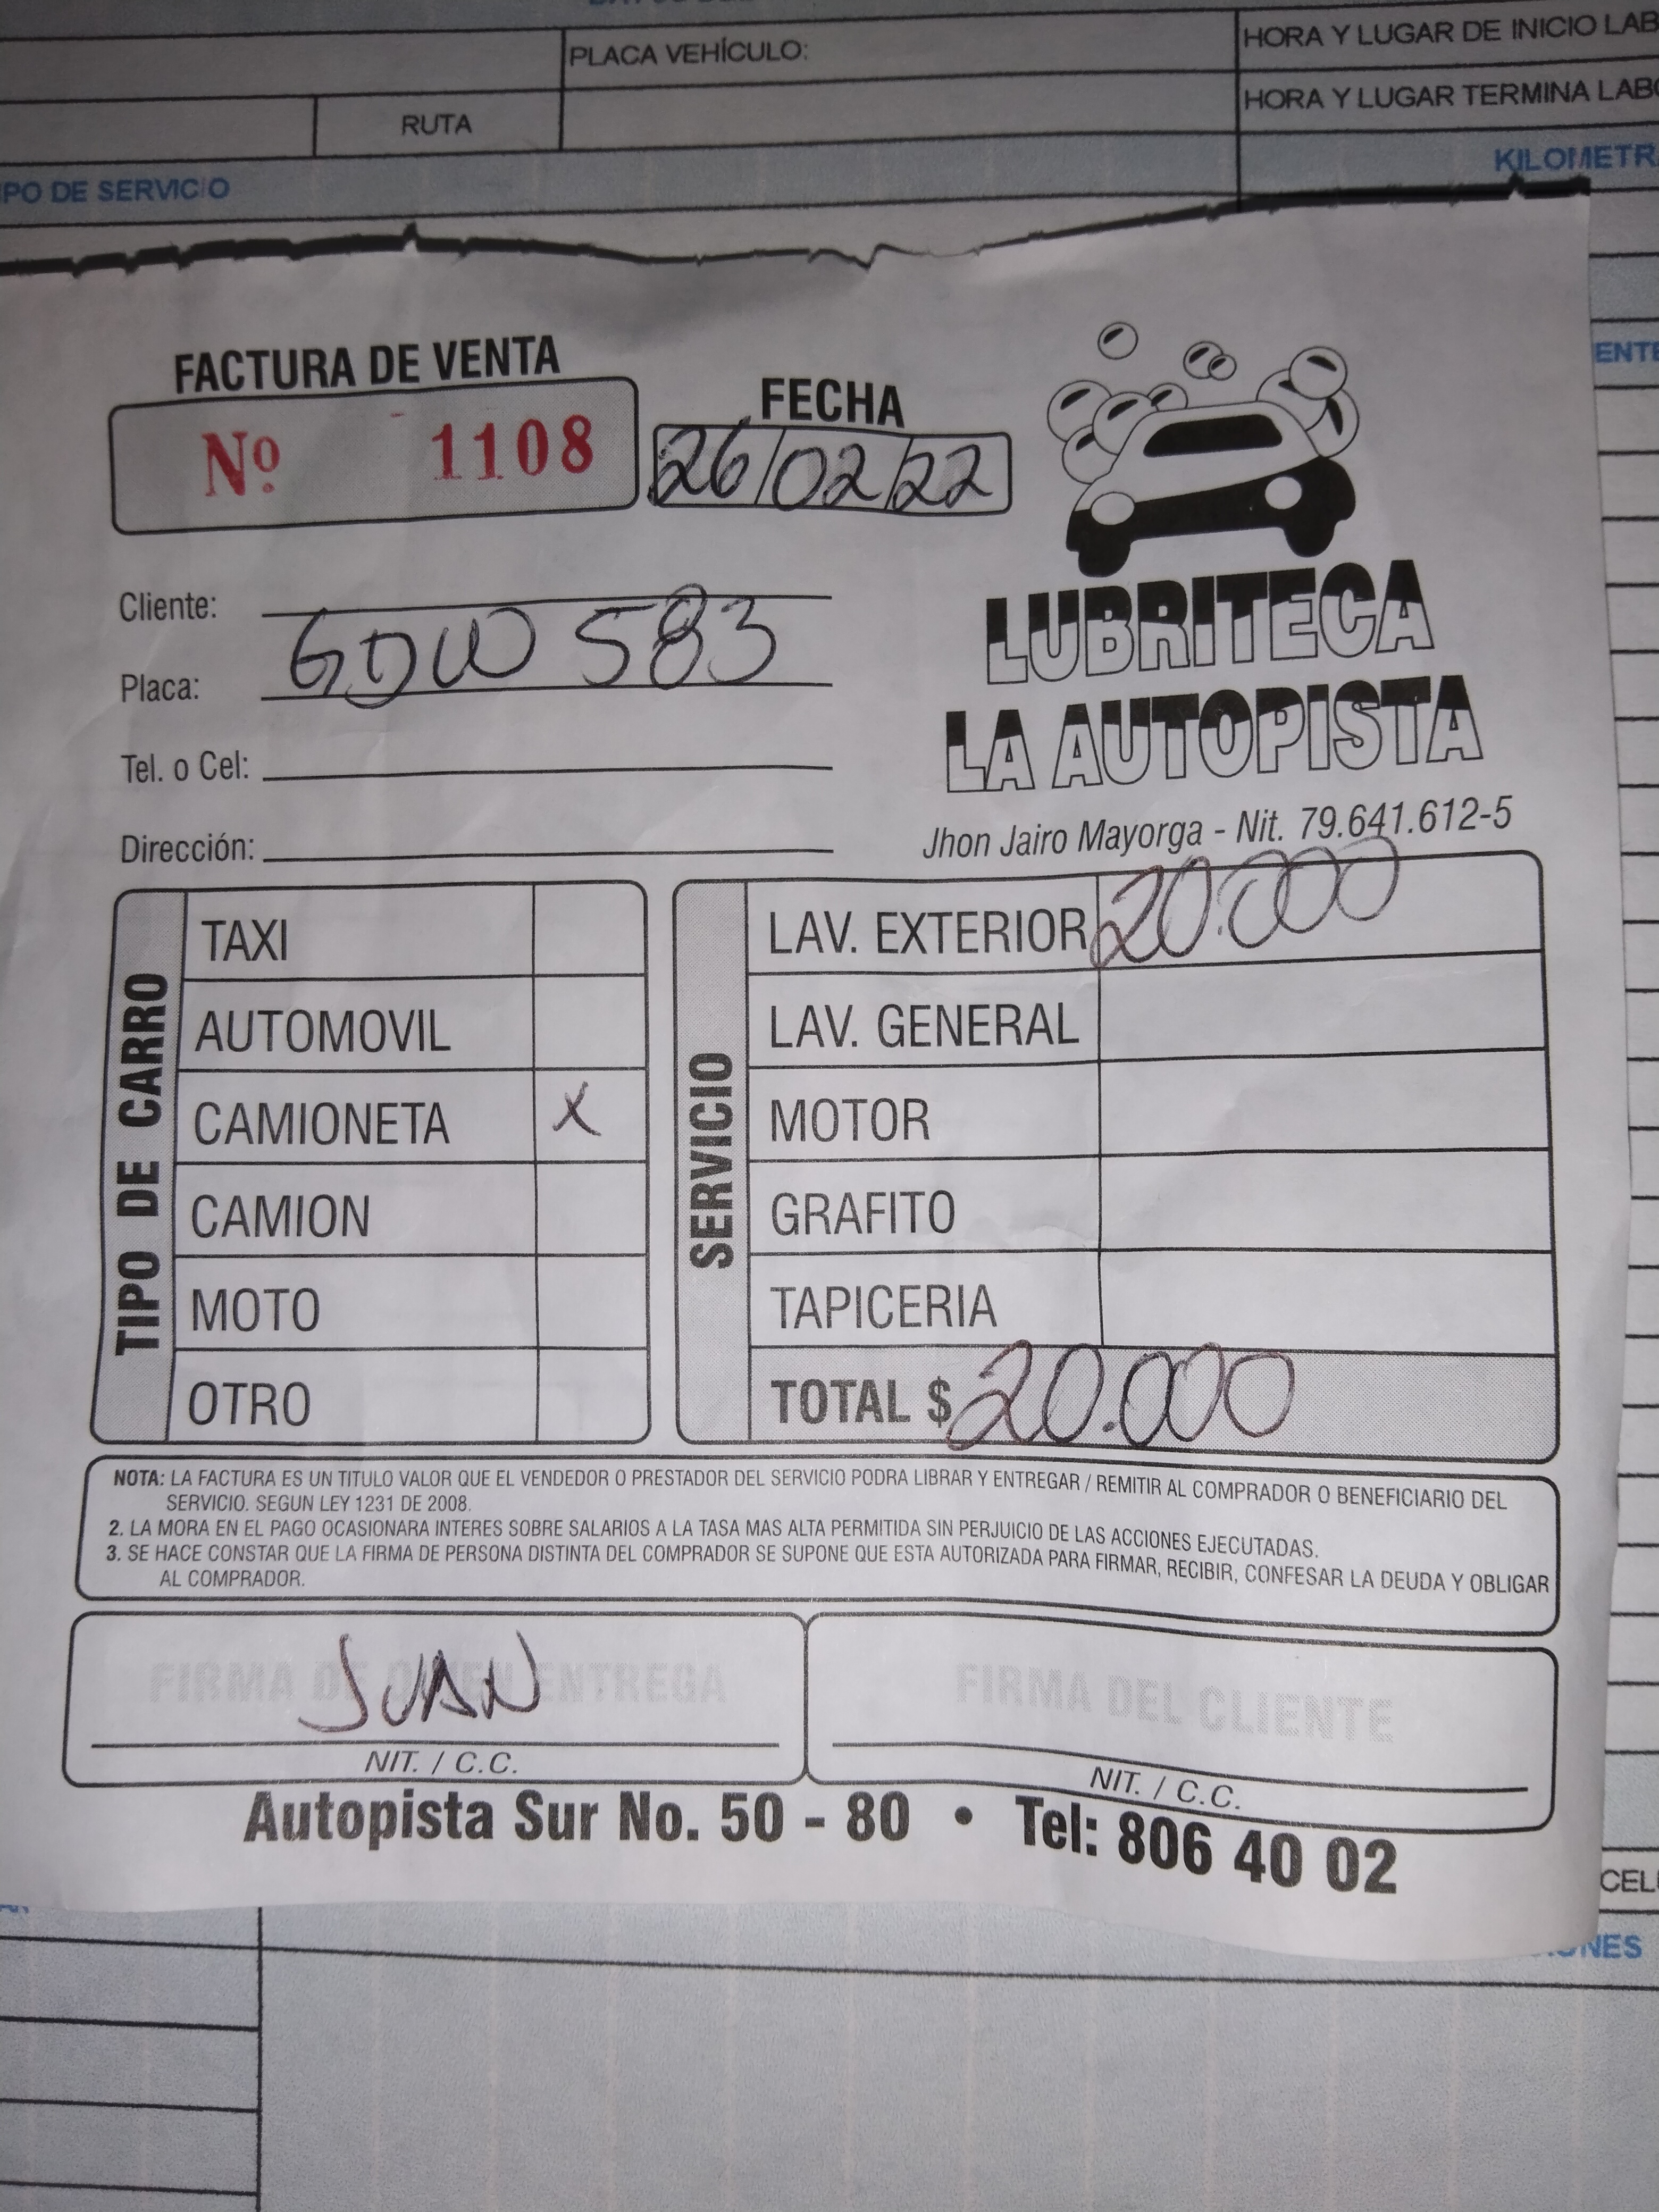 PLACA VEHÍCULO:
HORA Y LUGAR DE INICIO LAB
HORA Y LUGAR TERMINA LAB
RUTA
KILOMETR
PO DE SERVICIO
ENTE
FACTURA DE VENTA
Nº 1108
FECHA
26/02/22
Cliente:
Placa: GDW 583
Tel. o Cel:
Dirección:
LUBRITECA
LA AUTOPISTA
Jhon Jairo Mayorga - Nit. 79.641.612-5
TIPO DE CARRO
TAXI
AUTOMOVIL
CAMIONETA X
CAMION
MOTO
OTRO
SERVICIO
LAV. EXTERIOR 20.000
LAV. GENERAL
MOTOR
GRAFITO
TAPICERIA
TOTAL $ 20.000
NOTA: LA FACTURA ES UN TITULO VALOR QUE EL VENDEDOR O PRESTADOR DEL SERVICIO PODRA LIBRAR Y ENTREGAR / REMITIR AL COMPRADOR O BENEFICIARIO DEL
SERVICIO. SEGUN LEY 1231 DE 2008.
2. LA MORA EN EL PAGO OCASIONARA INTERES SOBRE SALARIOS A LA TASA MAS ALTA PERMITIDA SIN PERJUICIO DE LAS ACCIONES EJECUTADAS.
3. SE HACE CONSTAR QUE LA FIRMA DE PERSONA DISTINTA DEL COMPRADOR SE SUPONE QUE ESTA AUTORIZADA PARA FIRMAR, RECIBIR, CONFESAR LA DEUDA Y OBLIGAR
AL COMPRADOR.
FIRMA DE QUIEN ENTREGA
JUAN
NIT. / C.C.
FIRMA DEL CLIENTE
NIT. / C.C.
Autopista Sur No. 50 - 80 • Tel: 806 40 02
CEL
ONES